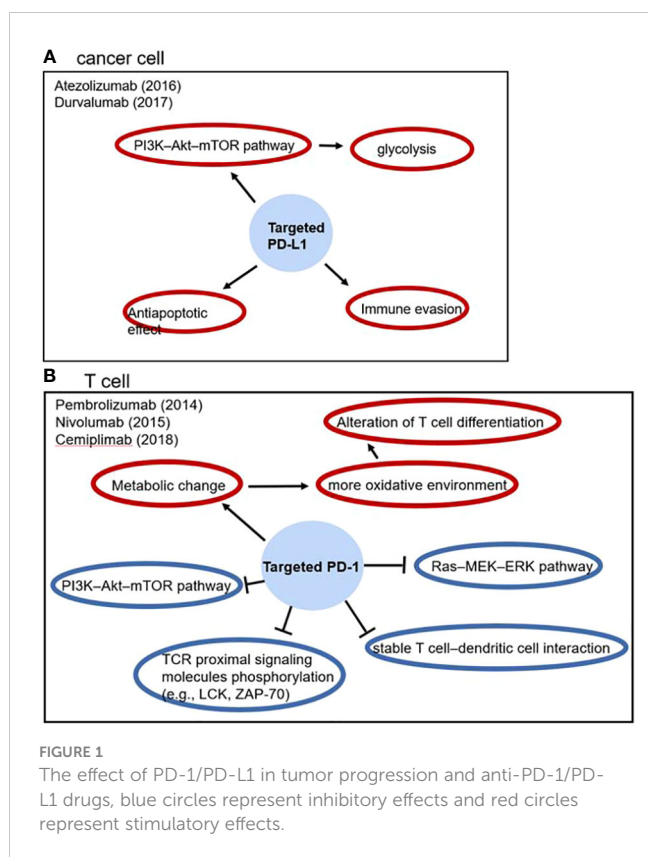 A cancer cell
Atezolizumab (2016)
Durvalumab (2017)
PI3K–Akt–mTOR pathway
glycolysis
Targeted
PD-L1
Antiapoptotic
effect
Immune evasion
B T cell
Pembrolizumab (2014)
Nivolumab (2015)
Cemiplimab (2018)
Alteration of T cell differentiation
Metabolic change
more oxidative environment
Targeted PD-1
PI3K–Akt–mTOR pathway
Ras–MEK–ERK pathway
TCR proximal signaling
molecules phosphorylation
(e.g., LCK, ZAP-70)
stable T cell–dendritic cell interaction
FIGURE 1
The effect of PD-1/PD-L1 in tumor progression and anti-PD-1/PD-
L1 drugs, blue circles represent inhibitory effects and red circles
represent stimulatory effects.